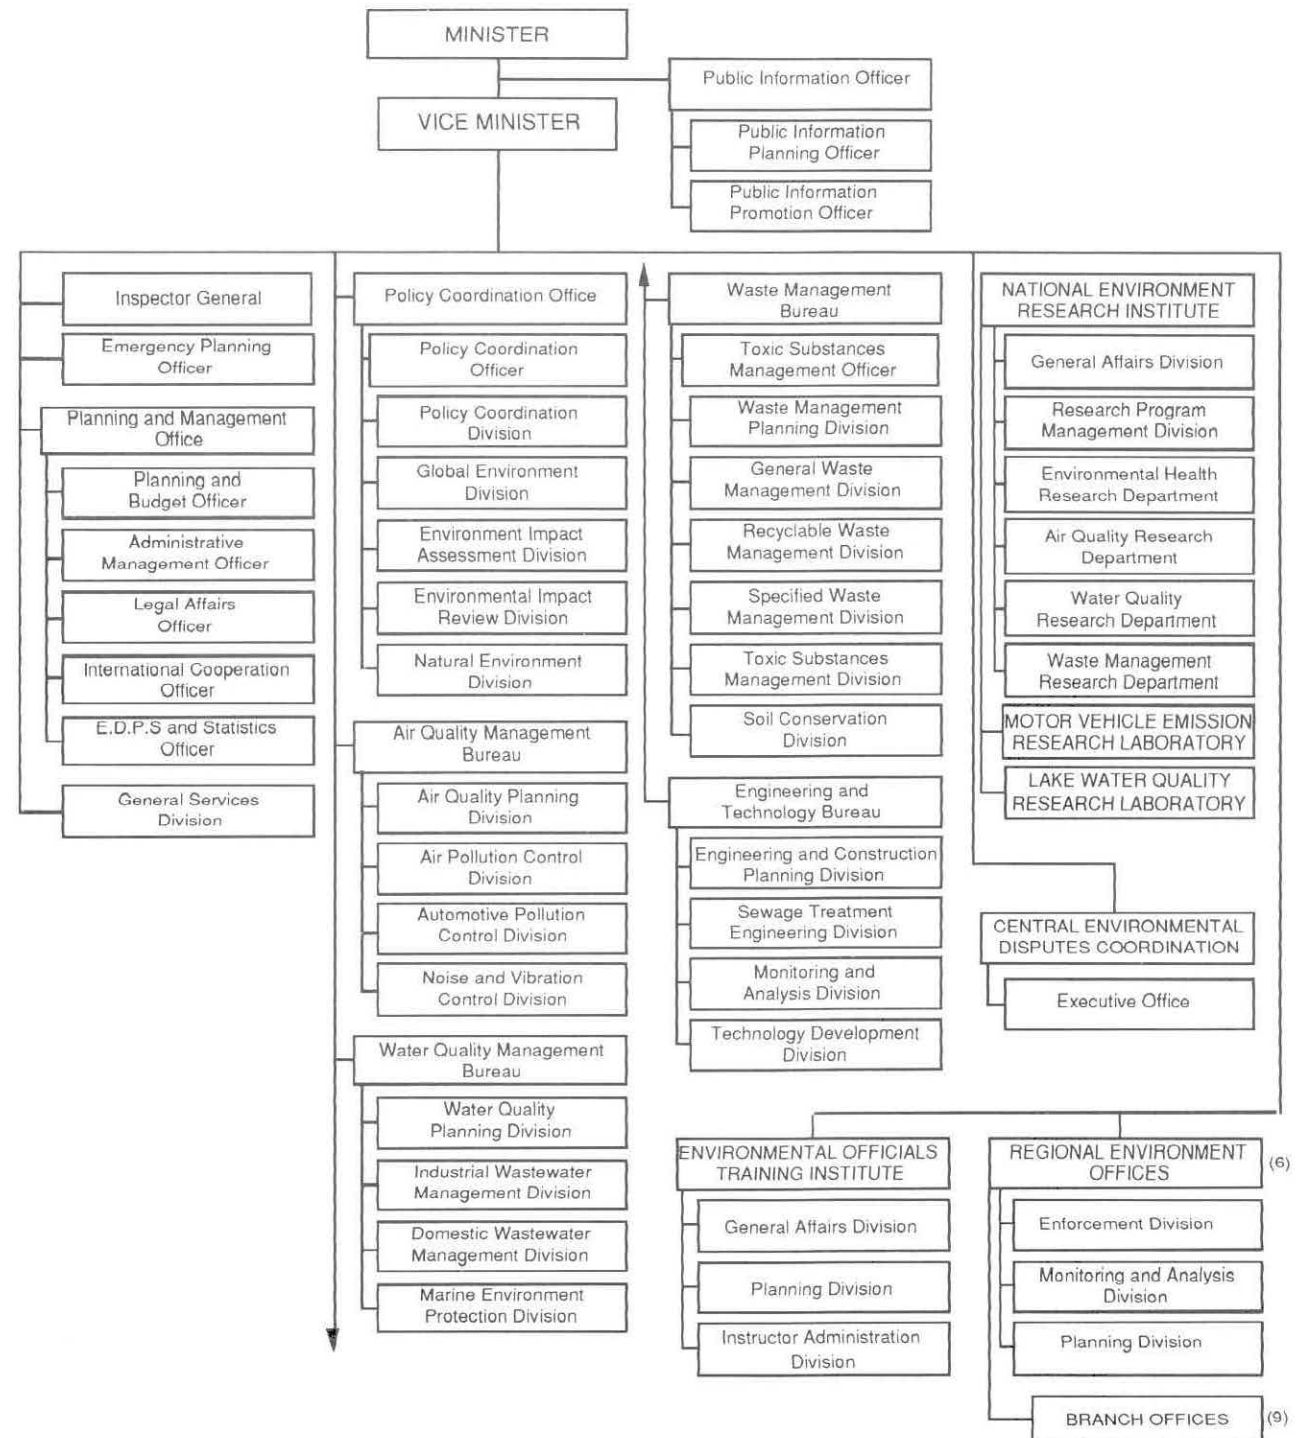 MINISTER
Public Information Officer
VICE MINISTER
Public Information
Planning Officer
Public Information
Promotion Officer
Inspector General
Emergency Planning
Officer
Planning and Management
Office
Planning and
Budget Officer
Administrative
Management Officer
Legal Affairs
Officer
International Cooperation
Officer
E.D.P.S and Statistics
Officer
General Services
Division
Policy Coordination Office
Policy Coordination
Officer
Policy Coordination
Division
Global Environment
Division
Environment Impact
Assessment Division
Environmental Impact
Review Division
Natural Environment
Division
Air Quality Management
Bureau
Air Quality Planning
Division
Air Pollution Control
Division
Automotive Pollution
Control Division
Noise and Vibration
Control Division
Water Quality Management
Bureau
Water Quality
Planning Division
Industrial Wastewater
Management Division
Domestic Wastewater
Management Division
Marine Environment
Protection Division
Waste Management
Bureau
Toxic Substances
Management Officer
Waste Management
Planning Division
General Waste
Management Division
Recyclable Waste
Management Division
Specified Waste
Management Division
Toxic Substances
Management Division
Soil Conservation
Division
Engineering and
Technology Bureau
Engineering and Construction
Planning Division
Sewage Treatment
Engineering Division
Monitoring and
Analysis Division
Technology Development
Division
NATIONAL ENVIRONMENT
RESEARCH INSTITUTE
General Affairs Division
Research Program
Management Division
Environmental Health
Research Department
Air Quality Research
Department
Water Quality
Research Department
Waste Management
Research Department
MOTOR VEHICLE EMISSION
RESEARCH LABORATORY
LAKE WATER QUALITY
RESEARCH LABORATORY
CENTRAL ENVIRONMENTAL
DISPUTES COORDINATION
Executive Office
ENVIRONMENTAL OFFICIALS
TRAINING INSTITUTE
General Affairs Division
Planning Division
Instructor Administration
Division
REGIONAL ENVIRONMENT
OFFICES
(6)
Enforcement Division
Monitoring and Analysis
Division
Planning Division
BRANCH OFFICES
(9)